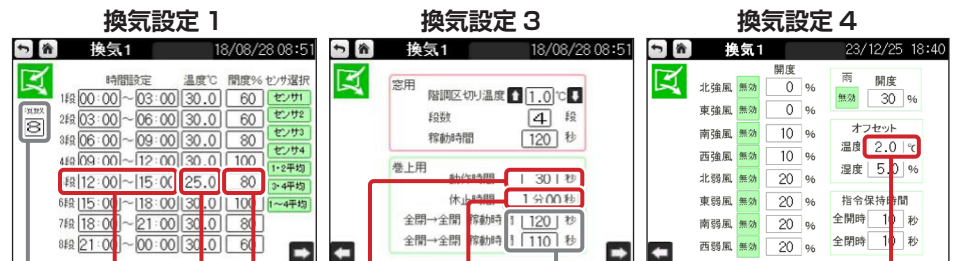 換気設定 1
換気1
18/08/28 08:51
時間設定 温度℃ 開度% センサ選択
8
1段 00:00 ～ 03:00 30.0 60 センサ1
2段 03:00 ～ 06:00 30.0 60 センサ2
3段 06:00 ～ 09:00 30.0 80 センサ3
4段 09:00 ～ 12:00 30.0 100 センサ4
段 12:00 ～ 15:00 25.0 80 1・2平均
3・4平均
6段 15:00 ～ 18:00 30.0 100 1～4平均
7段 18:00 ～ 21:00 30.0 80
8段 21:00 ～ 00:00 30.0 60
換気設定 3
換気1
18/08/28 08:51
窓用
階調区切り温度 1.0 ℃
段数 4 段
稼動時間 120 秒
巻上用
動作時間 30 秒
休止時間 1分00秒
全閉→全開 稼動時 120 秒
全開→全閉 稼動時 110 秒
換気設定 4
換気1
23/12/25 18:40
開度
北強風 無効 0 %
東強風 無効 0 %
南強風 無効 10 %
西強風 無効 10 %
北弱風 無効 20 %
東弱風 無効 20 %
南弱風 無効 20 %
西弱風 無効 20 %
雨 開度
無効 30 %
オフセット
温度 2.0 ℃
湿度 5.0 %
指令保持時間
全開時 10 秒
全閉時 10 秒